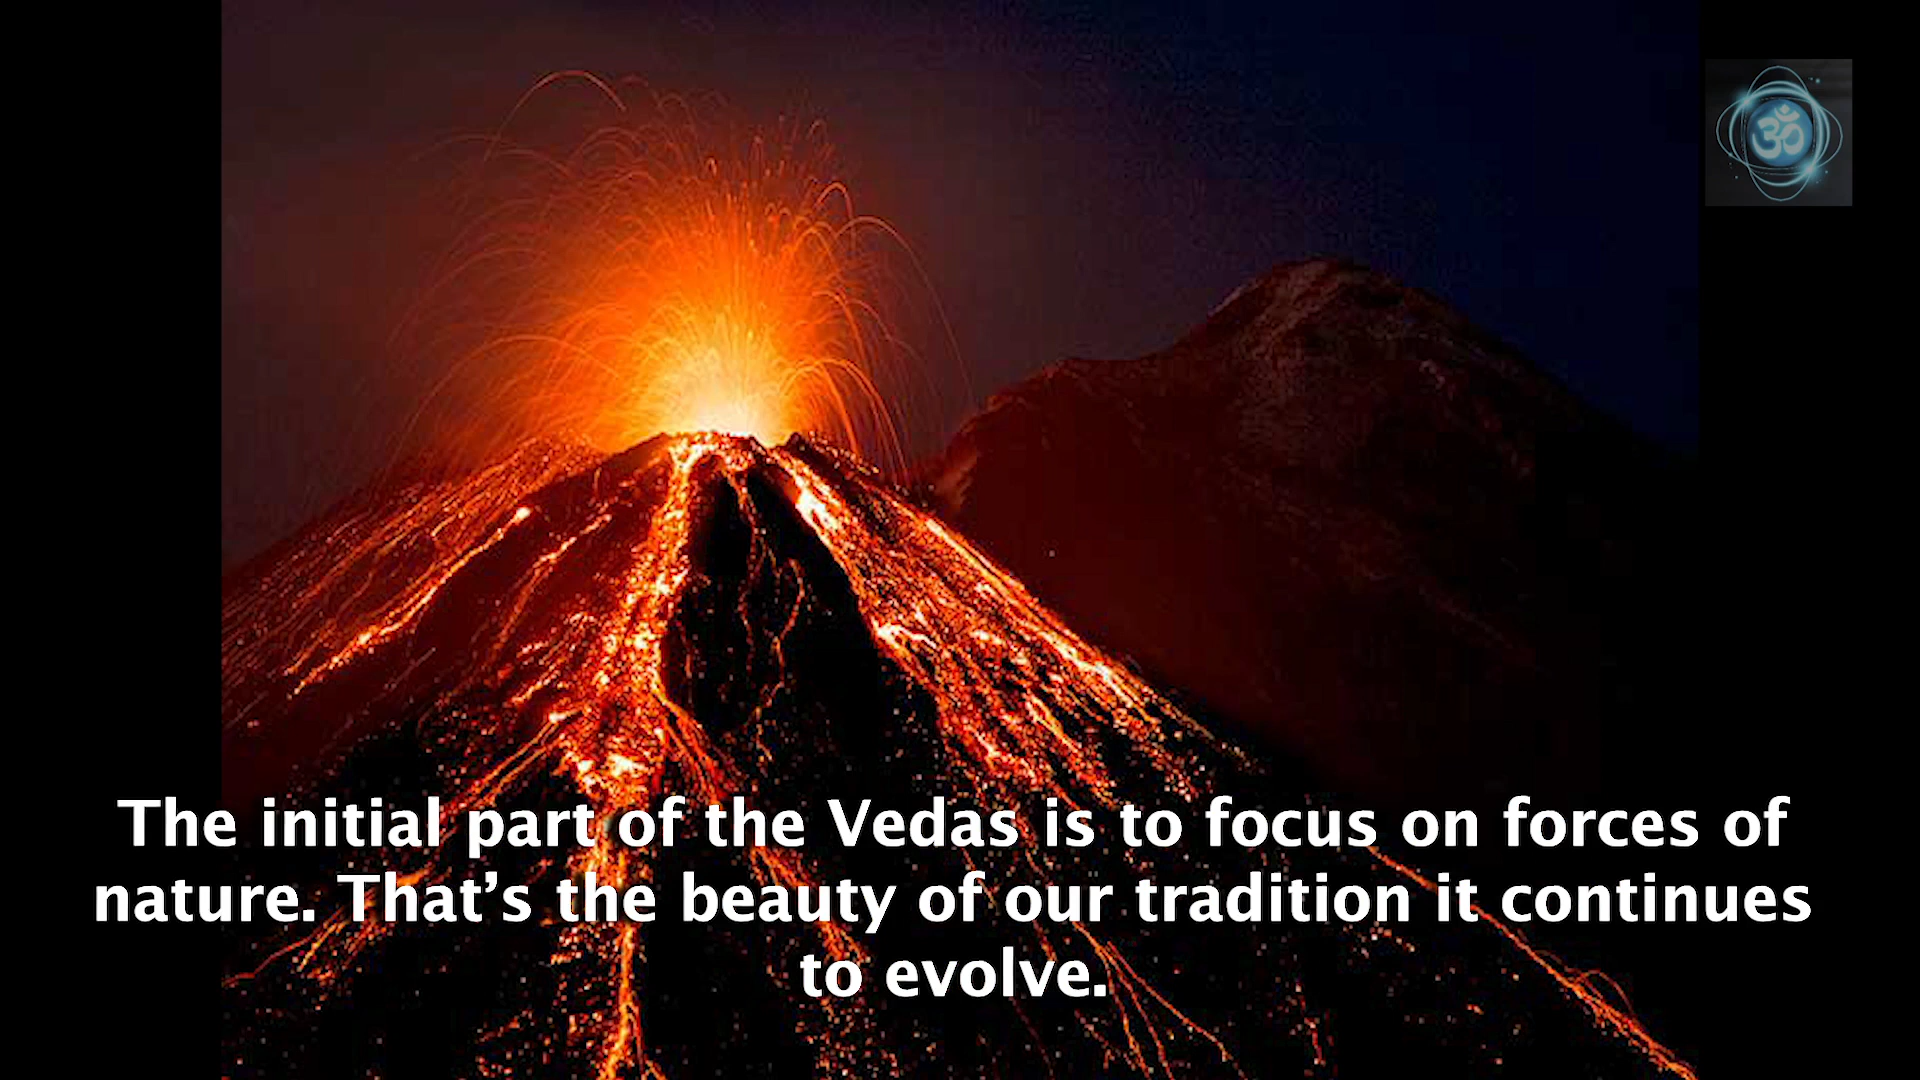 ॐ
The initial part of the Vedas is to focus on forces of
nature. That’s the beauty of our tradition it continues
to evolve.